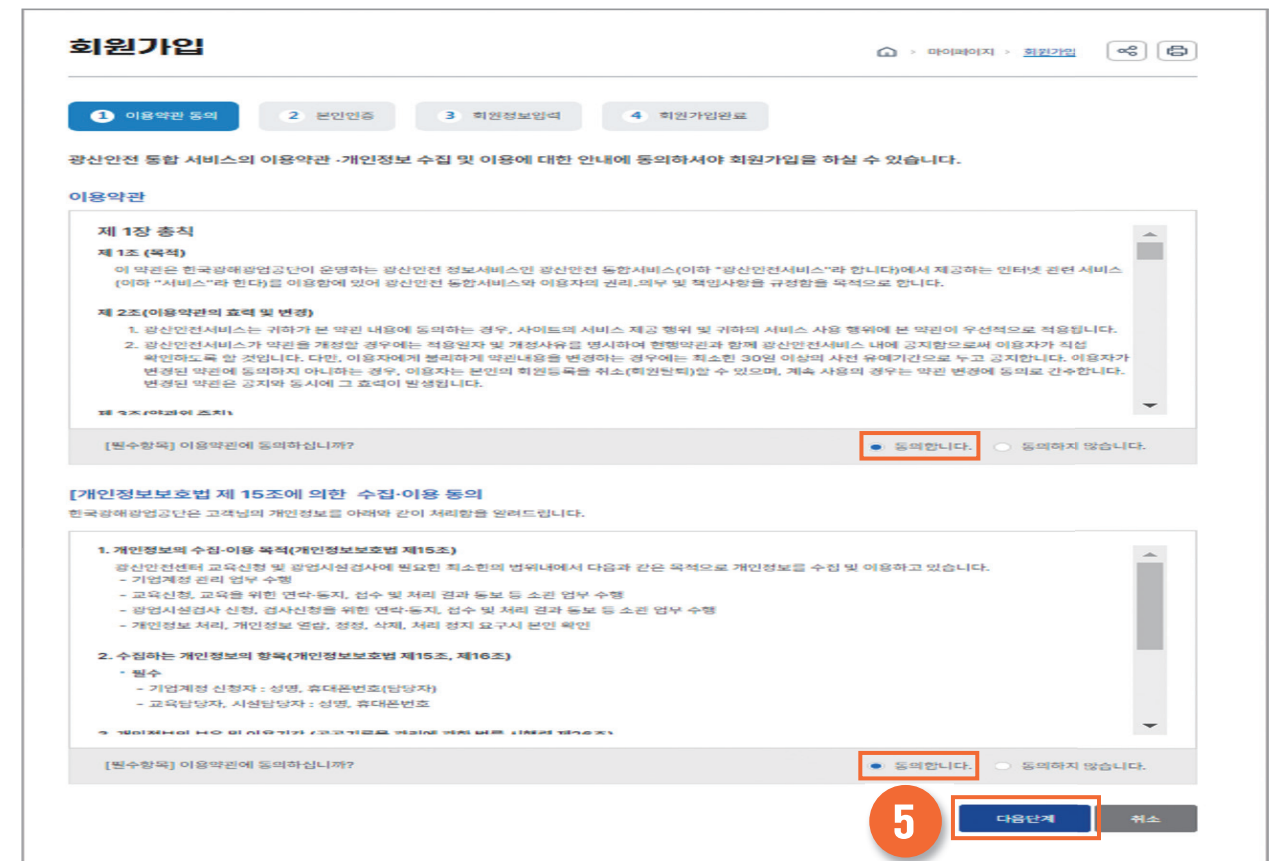 회원가입
마이페이지 > 회원가입
1 이용약관 동의
2 본인인증
3 회원정보입력
4 회원가입완료
광산안전 통합 서비스의 이용약관 ·개인정보 수집 및 이용에 대한 안내에 동의하셔야 회원가입을 하실 수 있습니다.
이용약관
제 1장 총칙
제 1조 (목적)
이 약관은 한국광해광업공단이 운영하는 광산안전 정보서비스인 광산안전 통합서비스(이하 "광산안전서비스"라 합니다)에서 제공하는 인터넷 관련 서비스
(이하 "서비스"라 한다)를 이용함에 있어 광산안전 통합서비스와 이용자의 권리.의무 및 책임사항을 규정함을 목적으로 합니다.
제 2조(이용약관의 효력 및 변경)
1. 광산안전서비스는 귀하가 본 약관 내용에 동의하는 경우, 사이트의 서비스 제공 행위 및 귀하의 서비스 사용 행위에 본 약관이 우선적으로 적용됩니다.
2. 광산안전서비스가 약관을 개정할 경우에는 적용일자 및 개정사유를 명시하여 현행약관과 함께 광산안전서비스 내에 공지함으로써 이용자가 직접
확인하도록 할 것입니다. 다만, 이용자에게 불리하게 약관내용을 변경하는 경우에는 최소한 30일 이상의 사전 유예기간으로 두고 공지합니다. 이용자가
변경된 약관에 동의하지 아니하는 경우, 이용자는 본인의 회원등록을 취소(회원탈퇴)할 수 있으며, 계속 사용의 경우는 약관 변경에 동의로 간주합니다.
변경된 약관은 공지와 동시에 그 효력이 발생됩니다.
제 3조(약관외 준칙)
[필수항목] 이용약관에 동의하십니까?
동의합니다.
동의하지 않습니다.
[개인정보보호법 제 15조에 의한 수집·이용 동의
한국광해광업공단은 고객님의 개인정보를 아래와 같이 처리함을 알려드립니다.
1. 개인정보의 수집·이용 목적(개인정보보호법 제15조)
광산안전센터 교육신청 및 광업시설검사에 필요한 최소한의 범위내에서 다음과 같은 목적으로 개인정보를 수집 및 이용하고 있습니다.
- 기업계정 관리 업무 수행
- 교육신청, 교육을 위한 연락·통지, 접수 및 처리 결과 통보 등 소관 업무 수행
- 광업시설검사 신청, 검사신청을 위한 연락·통지, 접수 및 처리 결과 통보 등 소관 업무 수행
- 개인정보 처리, 개인정보 열람, 정정, 삭제, 처리 정지 요구시 본인 확인
2. 수집하는 개인정보의 항목(개인정보보호법 제15조, 제16조)
· 필수
- 기업계정 신청자 : 성명, 휴대폰번호(담당자)
- 교육담당자, 시설담당자 : 성명, 휴대폰번호
3. 개인정보의 보유 및 이용기간 (공공기록물 관리에 관한 법률 시행령 제26조)
[필수항목] 이용약관에 동의하십니까?
동의합니다.
동의하지 않습니다.
5
다음단계
취소